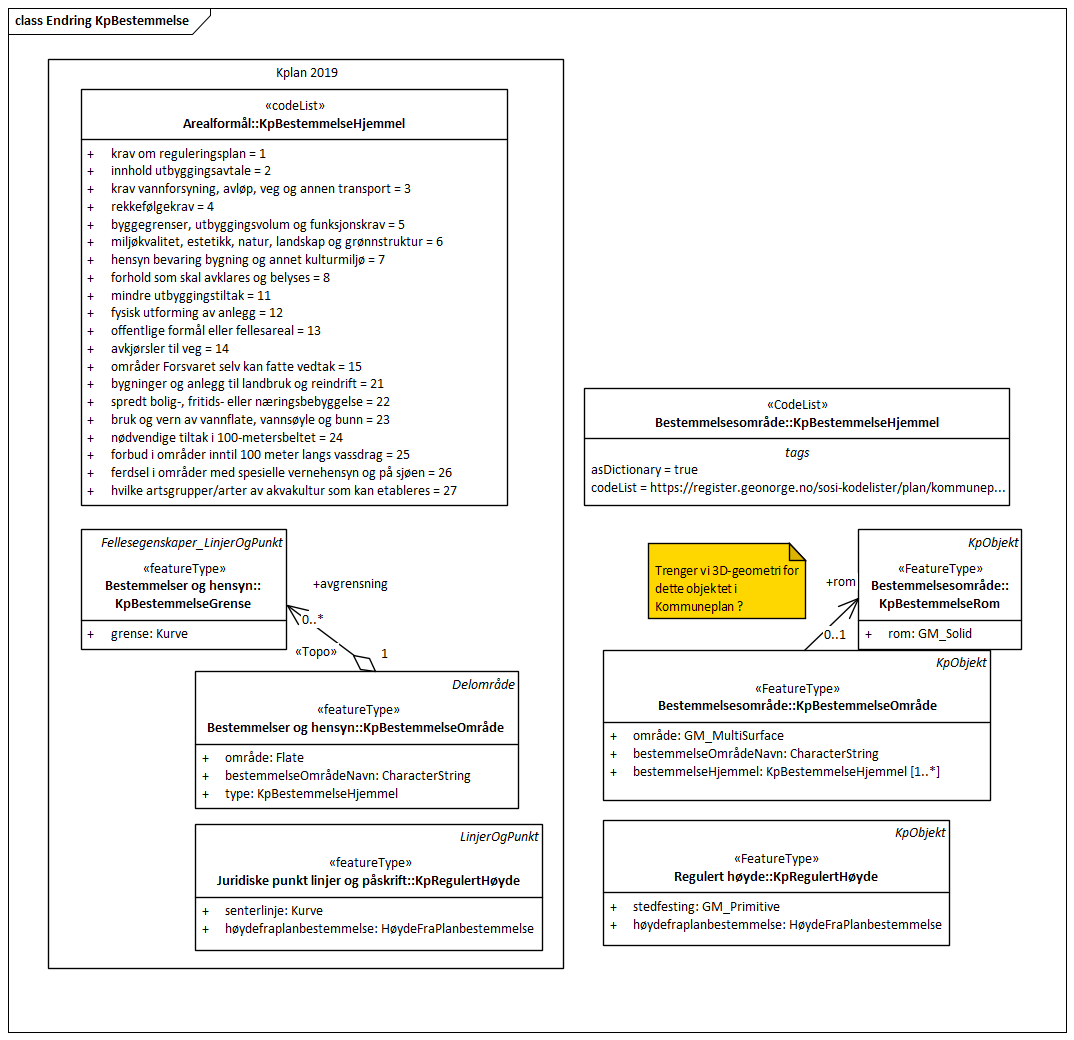 class Endring KpBestemmelse
Kplan 2019
«codeList»
Arealformål::KpBestemmelseHjemmel
+ krav om reguleringsplan = 1
+ innhold utbyggingsavtale = 2
+ krav vannforsyning, avløp, veg og annen transport = 3
+ rekkefølgekrav = 4
+ byggegrenser, utbyggingsvolum og funksjonskrav = 5
+ miljøkvalitet, estetikk, natur, landskap og grønnstruktur = 6
+ hensyn bevaring bygning og annet kulturmiljø = 7
+ forhold som skal avklares og belyses = 8
+ mindre utbyggingstiltak = 11
+ fysisk utforming av anlegg = 12
+ offentlige formål eller fellesareal = 13
+ avkjørsler til veg = 14
+ områder Forsvaret selv kan fatte vedtak = 15
+ bygninger og anlegg til landbruk og reindrift = 21
+ spredt bolig-, fritids- eller næringsbebyggelse = 22
+ bruk og vern av vannflate, vannsøyle og bunn = 23
+ nødvendige tiltak i 100-metersbeltet = 24
+ forbud i områder inntil 100 meter langs vassdrag = 25
+ ferdsel i områder med spesielle vernehensyn og på sjøen = 26
+ hvilke artsgrupper/arter av akvakultur som kan etableres = 27
Fellesegenskaper_LinjerOgPunkt
«featureType»
Bestemmelser og hensyn::
KpBestemmelseGrense
+ grense: Kurve
+avgrensning
0..*
«Topo»
1
Delområde
«featureType»
Bestemmelser og hensyn::KpBestemmelseOmråde
+ område: Flate
+ bestemmelseOmrådeNavn: CharacterString
+ type: KpBestemmelseHjemmel
LinjerOgPunkt
«featureType»
Juridiske punkt linjer og påskrift::KpRegulertHøyde
+ senterlinje: Kurve
+ høydefraplanbestemmelse: HøydeFraPlanbestemmelse
«CodeList»
Bestemmelsesområde::KpBestemmelseHjemmel
tags
asDictionary = true
codeList = https://register.geonorge.no/sosi-kodelister/plan/kommunep...
Trenger vi 3D-geometri for
dette objektet i
Kommuneplan ?
KpObjekt
«FeatureType»
Bestemmelsesområde::
KpBestemmelseRom
+ rom: GM_Solid
+rom
0..1
KpObjekt
«FeatureType»
Bestemmelsesområde::KpBestemmelseOmråde
+ område: GM_MultiSurface
+ bestemmelseOmrådeNavn: CharacterString
+ bestemmelseHjemmel: KpBestemmelseHjemmel [1..*]
KpObjekt
«FeatureType»
Regulert høyde::KpRegulertHøyde
+ stedfesting: GM_Primitive
+ høydefraplanbestemmelse: HøydeFraPlanbestemmelse